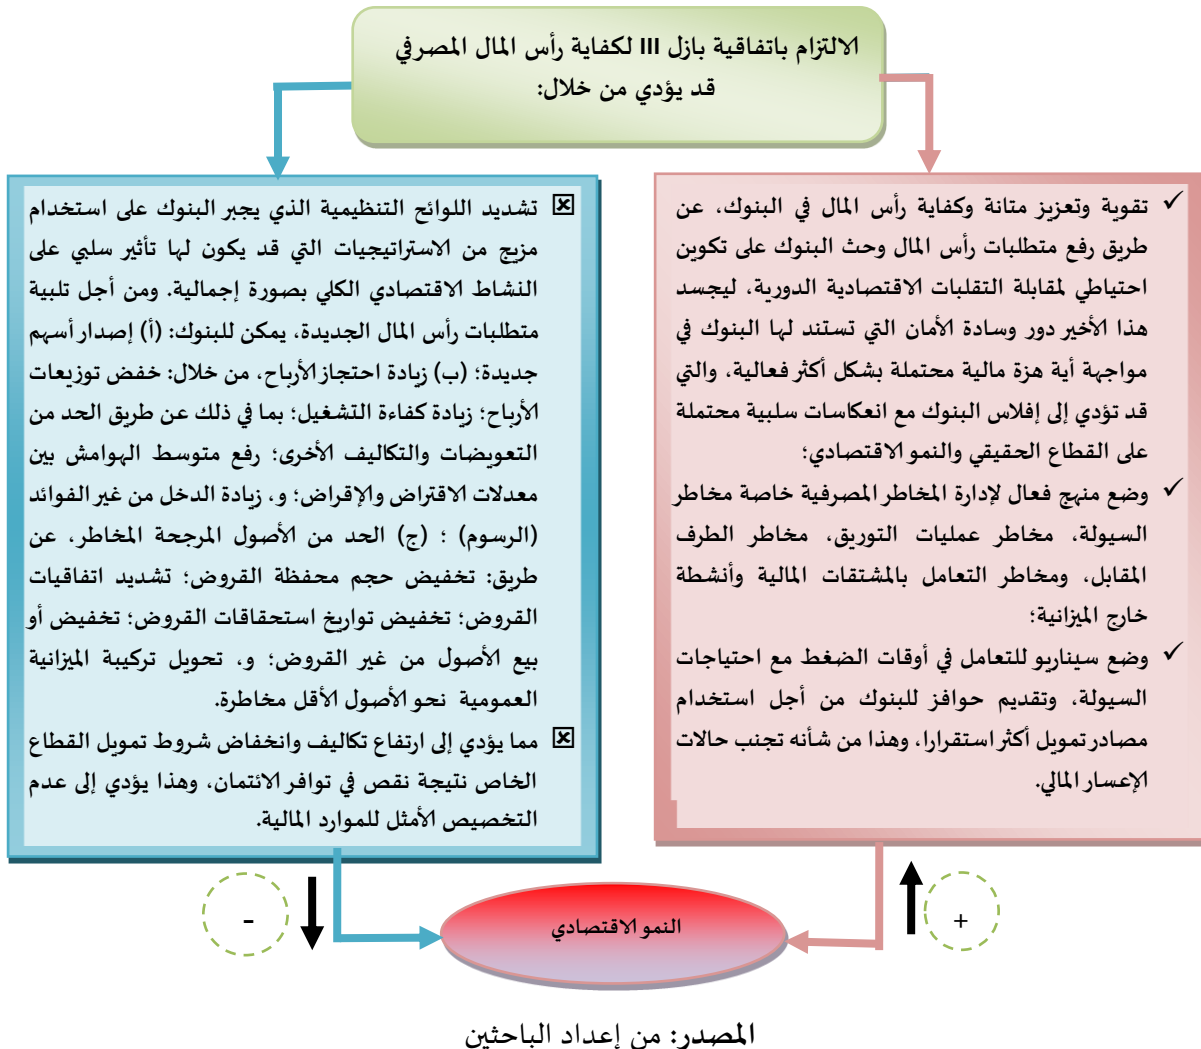 الالتزام باتفاقية بازل III لكفاية رأس المال المصرفي
قد يؤدي من خلال:
✓ تقوية وتعزيز متانة وكفاية رأس المال في البنوك، عن
طريق رفع متطلبات رأس المال وحث البنوك على تكوين
احتياطي لمقابلة التقلبات الاقتصادية الدورية، ليجسد
هذا الأخير دور وسادة الأمان التي تستند لها البنوك في
مواجهة أية هزة مالية محتملة بشكل أكثر فعالية، والتي
قد تؤدي إلى إفلاس البنوك مع انعكاسات سلبية محتملة
على القطاع الحقيقي والنمو الاقتصادي؛
✓ وضع منهج فعال لإدارة المخاطر المصرفية خاصة مخاطر
السيولة، مخاطر عمليات التوريق، مخاطر الطرف
المقابل، ومخاطر التعامل بالمشتقات المالية وأنشطة
خارج الميزانية؛
✓ وضع سيناريو للتعامل في أوقات الضغط مع احتياجات
السيولة، وتقديم حوافز للبنوك من أجل استخدام
مصادر تمويل أكثر استقرارا، وهذا من شأنه تجنب حالات
الإعسار المالي.
☒ تشديد اللوائح التنظيمية الذي يجبر البنوك على استخدام
مزيج من الاستراتيجيات التي قد يكون لها تأثير سلبي على
النشاط الاقتصادي الكلي بصورة إجمالية. ومن أجل تلبية
متطلبات رأس المال الجديدة، يمكن للبنوك: (أ) إصدار أسهم
جديدة؛ (ب) زيادة احتجاز الأرباح، من خلال: خفض توزيعات
الأرباح؛ زيادة كفاءة التشغيل؛ بما في ذلك عن طريق الحد من
التعويضات والتكاليف الأخرى؛ رفع متوسط الهوامش بين
معدلات الاقتراض والإقراض؛ و، زيادة الدخل من غير الفوائد
(الرسوم) ؛ (ج) الحد من الأصول المرجحة المخاطر، عن
طريق: تخفيض حجم محفظة القروض؛ تشديد اتفاقيات
القروض؛ تخفيض تواريخ استحقاقات القروض؛ تخفيض أو
بيع الأصول من غير القروض؛ و، تحويل تركيبة الميزانية
العمومية نحو الأصول الأقل مخاطرة.
☒ مما يؤدي إلى ارتفاع تكاليف وانخفاض شروط تمويل القطاع
الخاص نتيجة نقص في توافر الائتمان، وهذا يؤدي إلى عدم
التخصيص الأمثل للموارد المالية.
+
-
النمو الاقتصادي
المصدر: من إعداد الباحثين